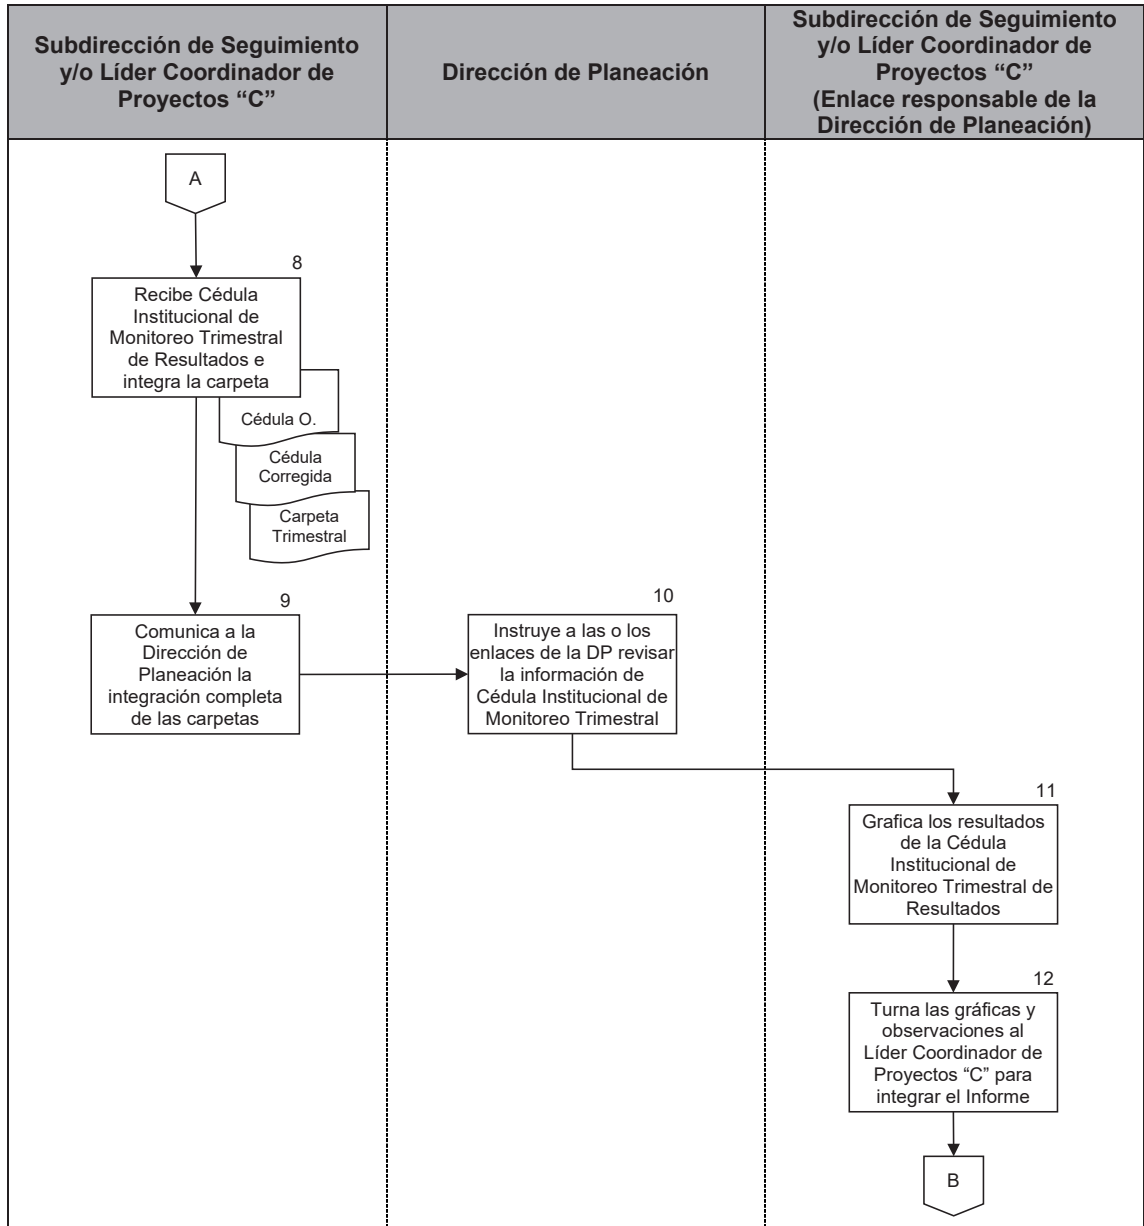 Subdirección de Seguimiento
y/o Líder Coordinador de
Proyectos “C”
Dirección de Planeación
Subdirección de Seguimiento
y/o Líder Coordinador de
Proyectos “C”
(Enlace responsable de la
Dirección de Planeación)
A
8
Recibe Cédula
Institucional de
Monitoreo Trimestral
de Resultados e
integra la carpeta
Cédula O.
Cédula
Corregida
Carpeta
Trimestral
9
Comunica a la
Dirección de
Planeación la
integración completa
de las carpetas
10
Instruye a las o los
enlaces de la DP revisar
la información de
Cédula Institucional de
Monitoreo Trimestral
11
Grafica los resultados
de la Cédula
Institucional de
Monitoreo Trimestral de
Resultados
12
Turna las gráficas y
observaciones al
Líder Coordinador de
Proyectos “C” para
integrar el Informe
B